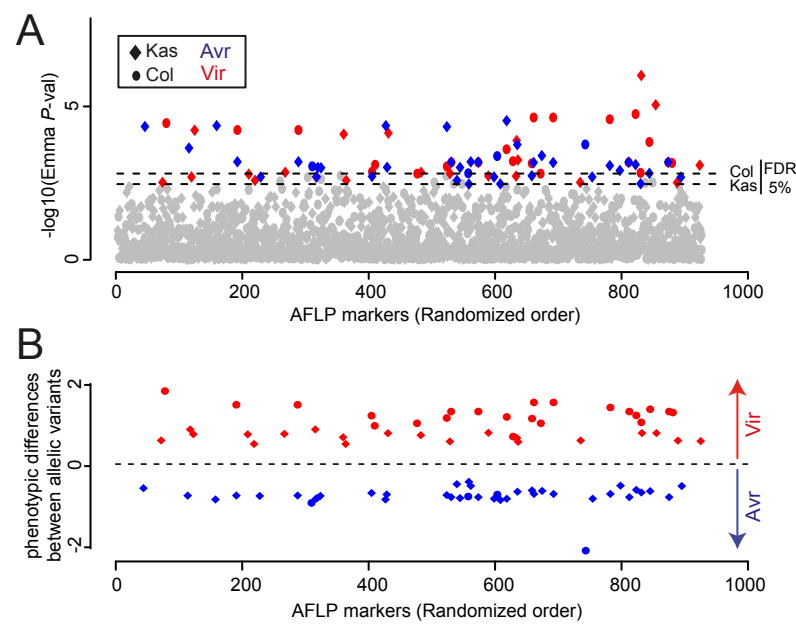 A
Kas Avr
Col Vir
-log10(Emma P-val)
5
0
Col
Kas
FDR
5%
0 200 400 600 800 1000
AFLP markers (Randomized order)
B
phenotypic differences
between allelic variants
2
0
-2
Vir
Avr
0 200 400 600 800 1000
AFLP markers (Randomized order)